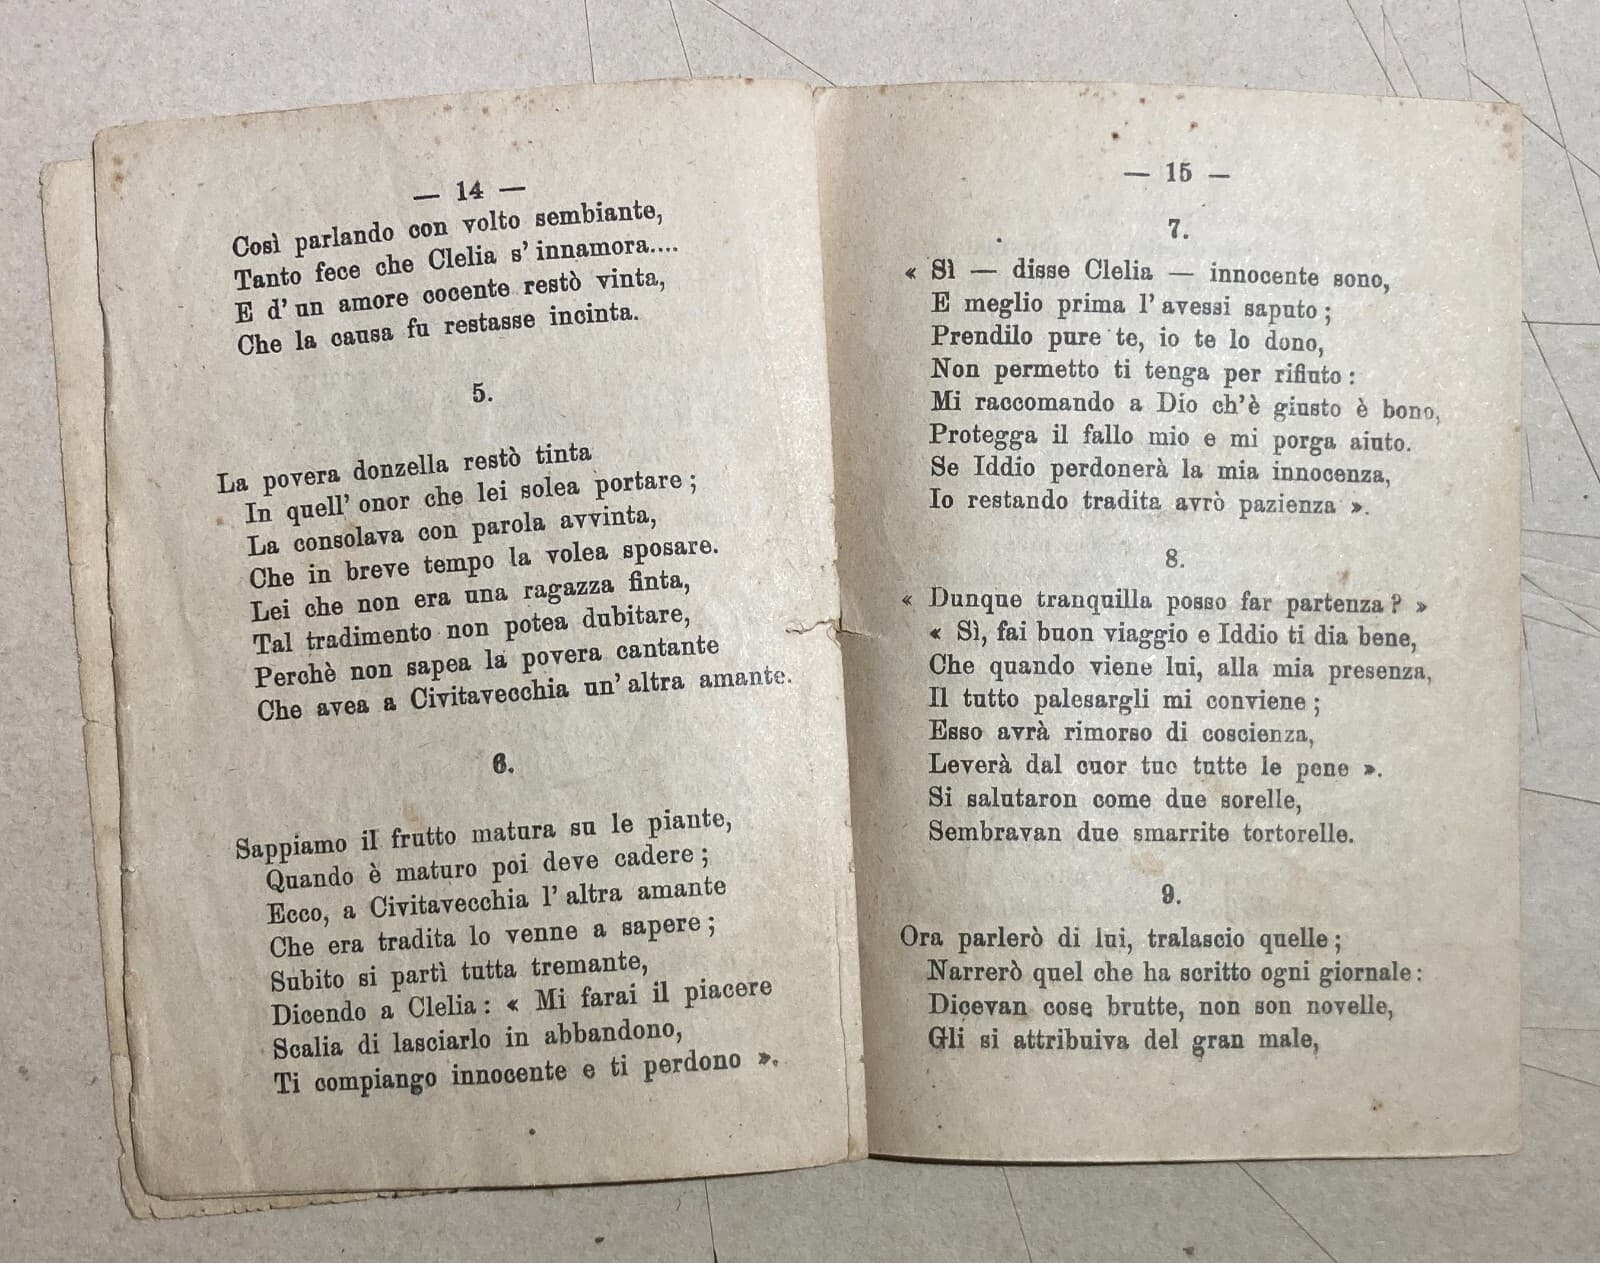 — 14 —
Così parlando con volto sembiante,
Tanto fece che Clelia s' innamora....
E d' un amore cocente restò vinta,
Che la causa fu restasse incinta.
5.
La povera donzella restò tinta
In quell' onor che lei solea portare ;
La consolava con parola avvinta,
Che in breve tempo la volea sposare.
Lei che non era una ragazza finta,
Tal tradimento non potea dubitare,
Perchè non sapea la povera cantante
Che avea a Civitavecchia un' altra amante.
6.
Sappiamo il frutto matura su le piante,
Quando è maturo poi deve cadere ;
Ecco, a Civitavecchia l' altra amante
Che era tradita lo venne a sapere ;
Subito si partì tutta tremante,
Dicendo a Clelia : « Mi farai il piacere
Scalia di lasciarlo in abbandono,
Ti compiango innocente e ti perdono ».
— 15 —
7.
« Sì — disse Clelia — innocente sono,
E meglio prima l' avessi saputo ;
Prendilo pure te, io te lo dono,
Non permetto ti tenga per rifiuto :
Mi raccomando a Dio ch'è giusto è bono,
Protegga il fallo mio e mi porga aiuto.
Se Iddio perdonerà la mia innocenza,
Io restando tradita avrò pazienza ».
8.
« Dunque tranquilla posso far partenza ? »
« Sì, fai buon viaggio e Iddio ti dia bene,
Che quando viene lui, alla mia presenza,
Il tutto palesargli mi conviene ;
Esso avrà rimorso di coscienza,
Leverà dal cuor tuo tutte le pene ».
Si salutaron come due sorelle,
Sembravan due smarrite tortorelle.
9.
Ora parlerò di lui, tralascio quelle ;
Narrerò quel che ha scritto ogni giornale :
Dicevan cose brutte, non son novelle,
Gli si attribuiva del gran male,